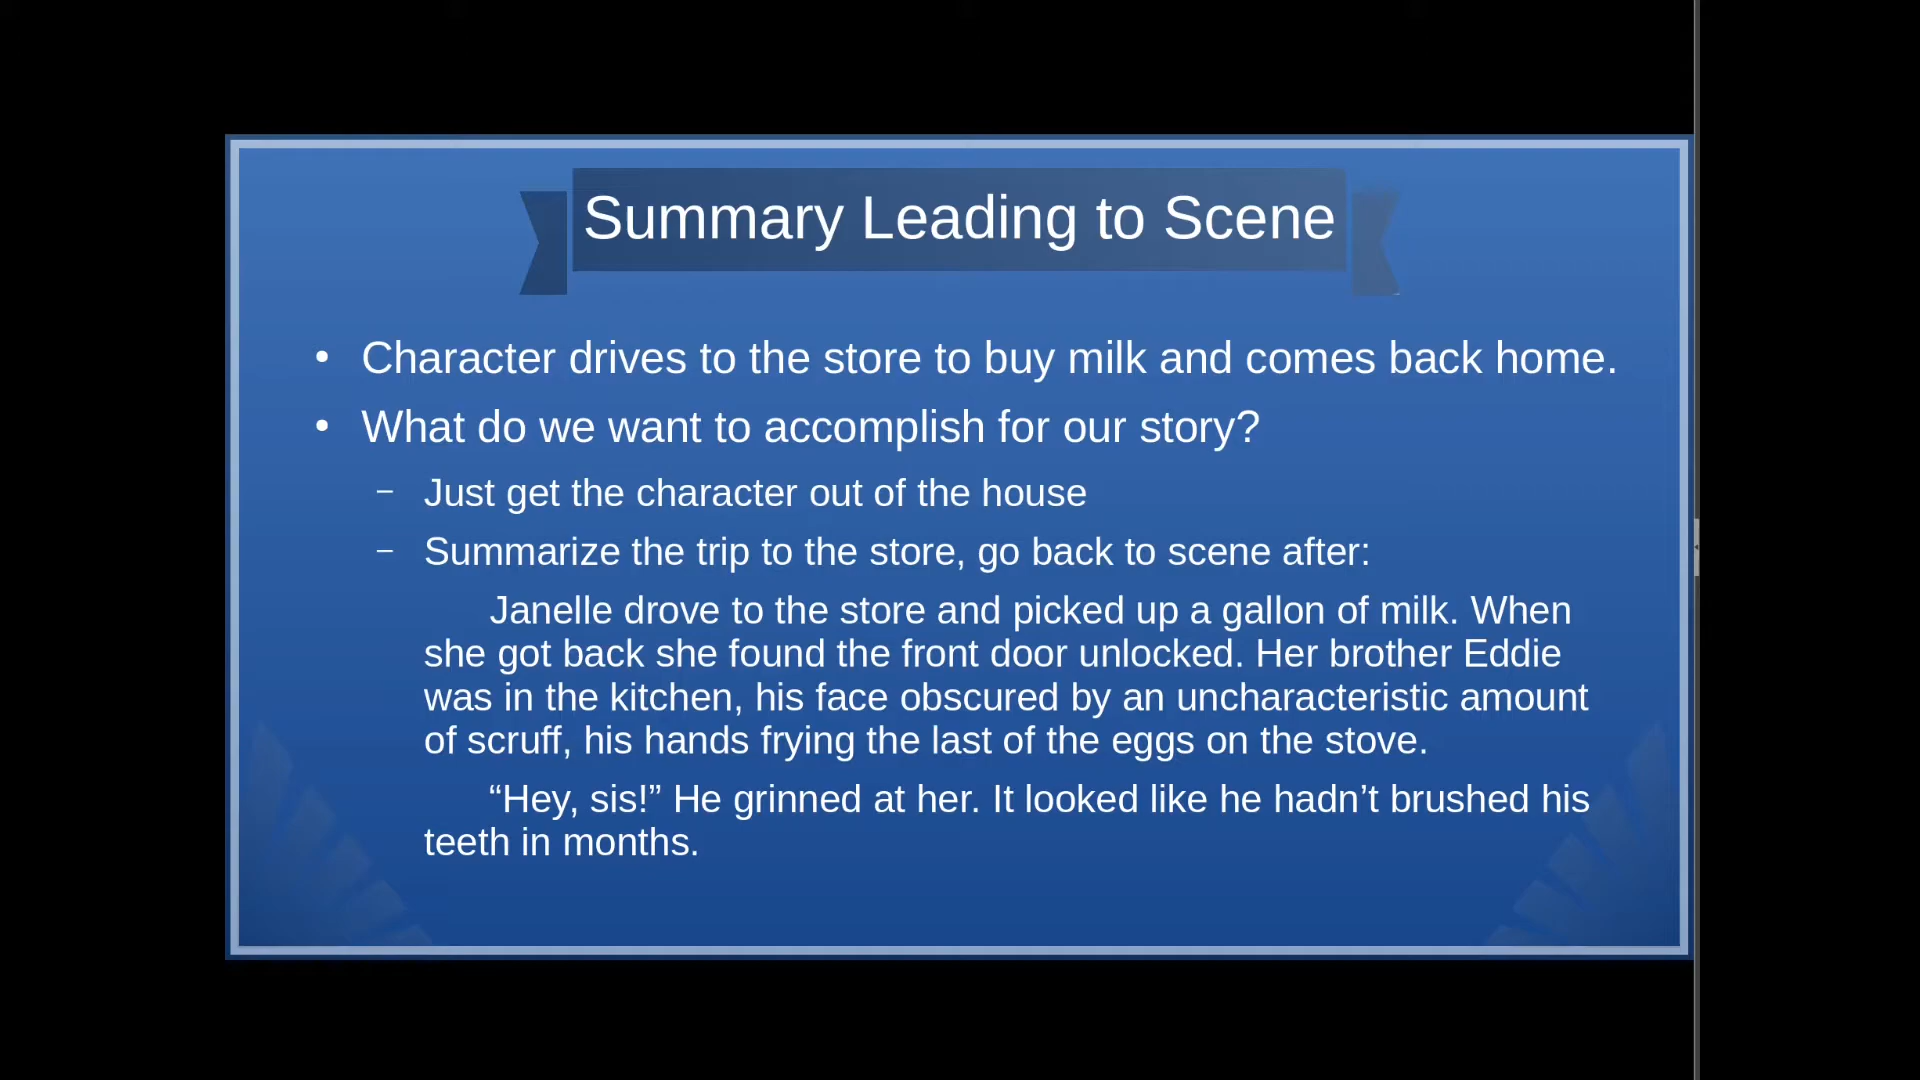 Summary Leading to Scene
• Character drives to the store to buy milk and comes back home.
• What do we want to accomplish for our story?
– Just get the character out of the house
– Summarize the trip to the store, go back to scene after:
Janelle drove to the store and picked up a gallon of milk. When
she got back she found the front door unlocked. Her brother Eddie
was in the kitchen, his face obscured by an uncharacteristic amount
of scruff, his hands frying the last of the eggs on the stove.
“Hey, sis!” He grinned at her. It looked like he hadn’t brushed his
teeth in months.